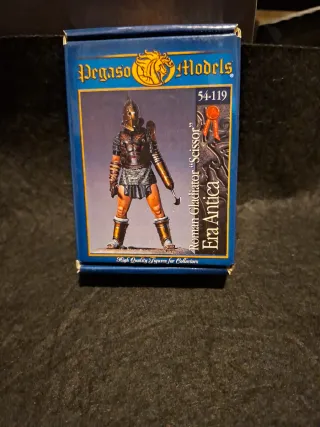 Pegaso Models
54-119
Roman Gladiator "Scissor"
Era Antica
High Quality Figures for Collectors